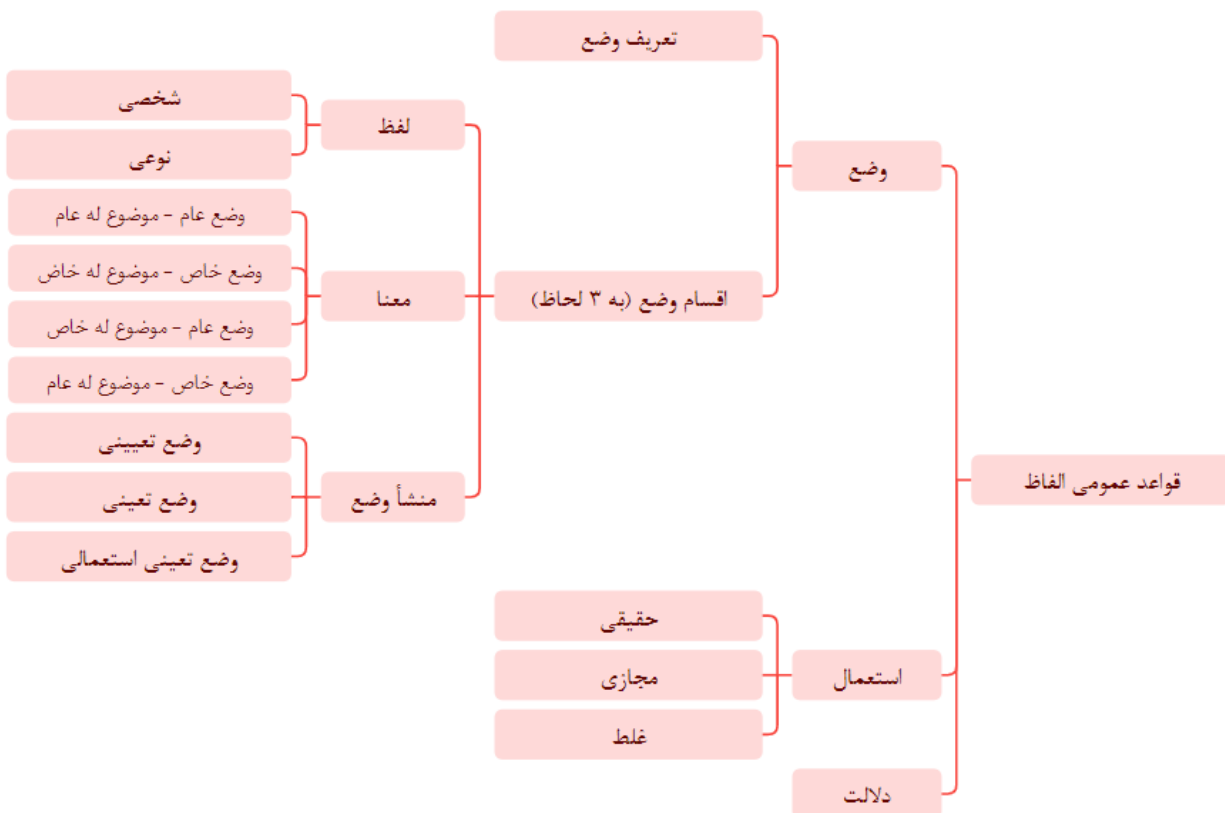 قواعد عمومی الفاظ
وضع
تعریف وضع
اقسام وضع (به ۳ لحاظ)
لفظ
شخصی
نوعی
معنا
وضع عام - موضوع له عام
وضع خاص - موضوع له خاض
وضع عام - موضوع له خاص
وضع خاص - موضوع له عام
منشأ وضع
وضع تعیینی
وضع تعینی
وضع تعینی استعمالی
استعمال
حقیقی
مجازی
غلط
دلالت